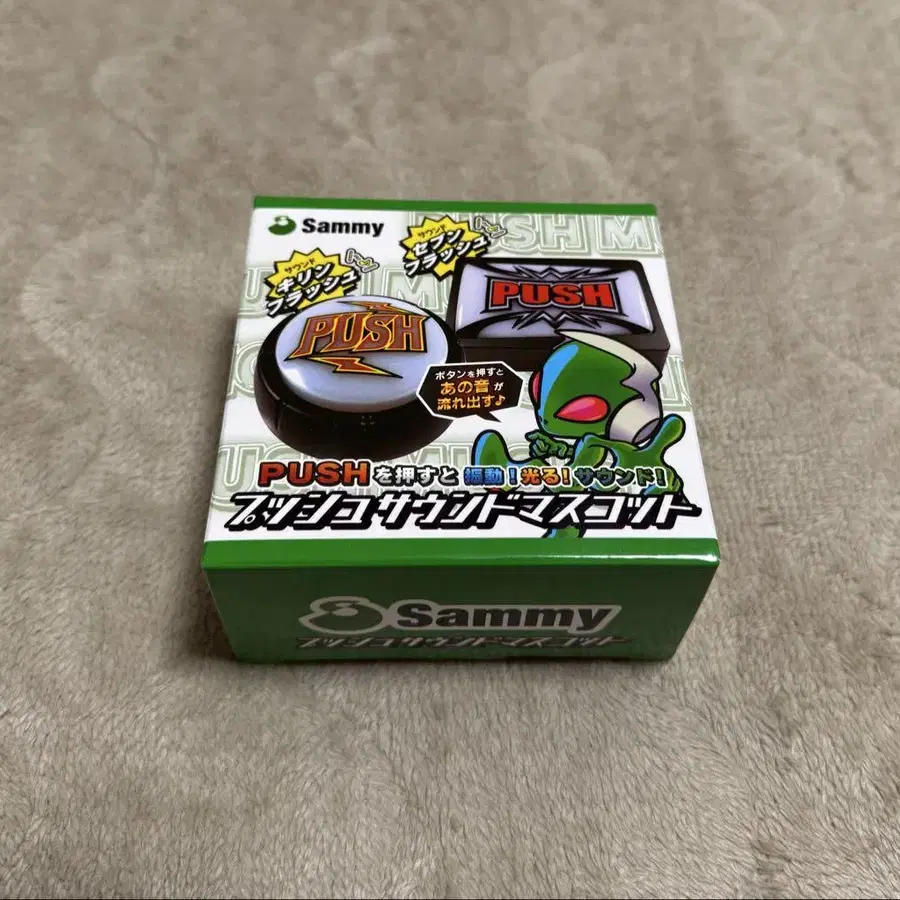 Sammy
サウンド
キリン
フラッシュ
サウンド
セブン
フラッシュ
PUSH
PUSH
ボタンを押すと
あの音が
流れ出す♪
PUSHを押すと 振動!光る!サウンド!
プッシュサウンドマスコット
Sammy
プッシュサウンドマスコット